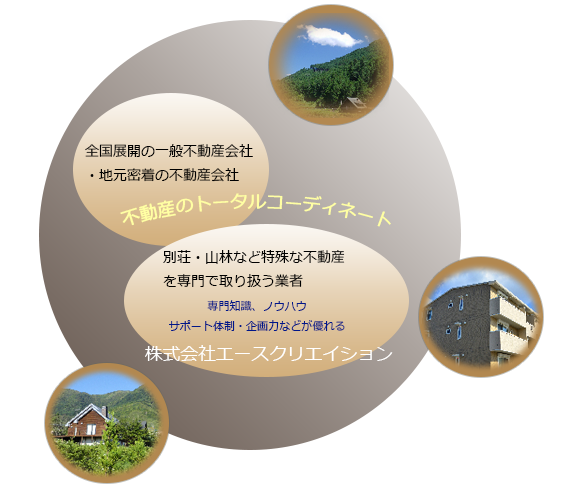 全国展開の一般不動産会社
・地元密着の不動産会社
不動産のトータルコーディネート
別荘・山林など特殊な不動産
を専門で取り扱う業者
専門知識、ノウハウ
サポート体制・企画力などが優れる
株式会社エースクリエイション